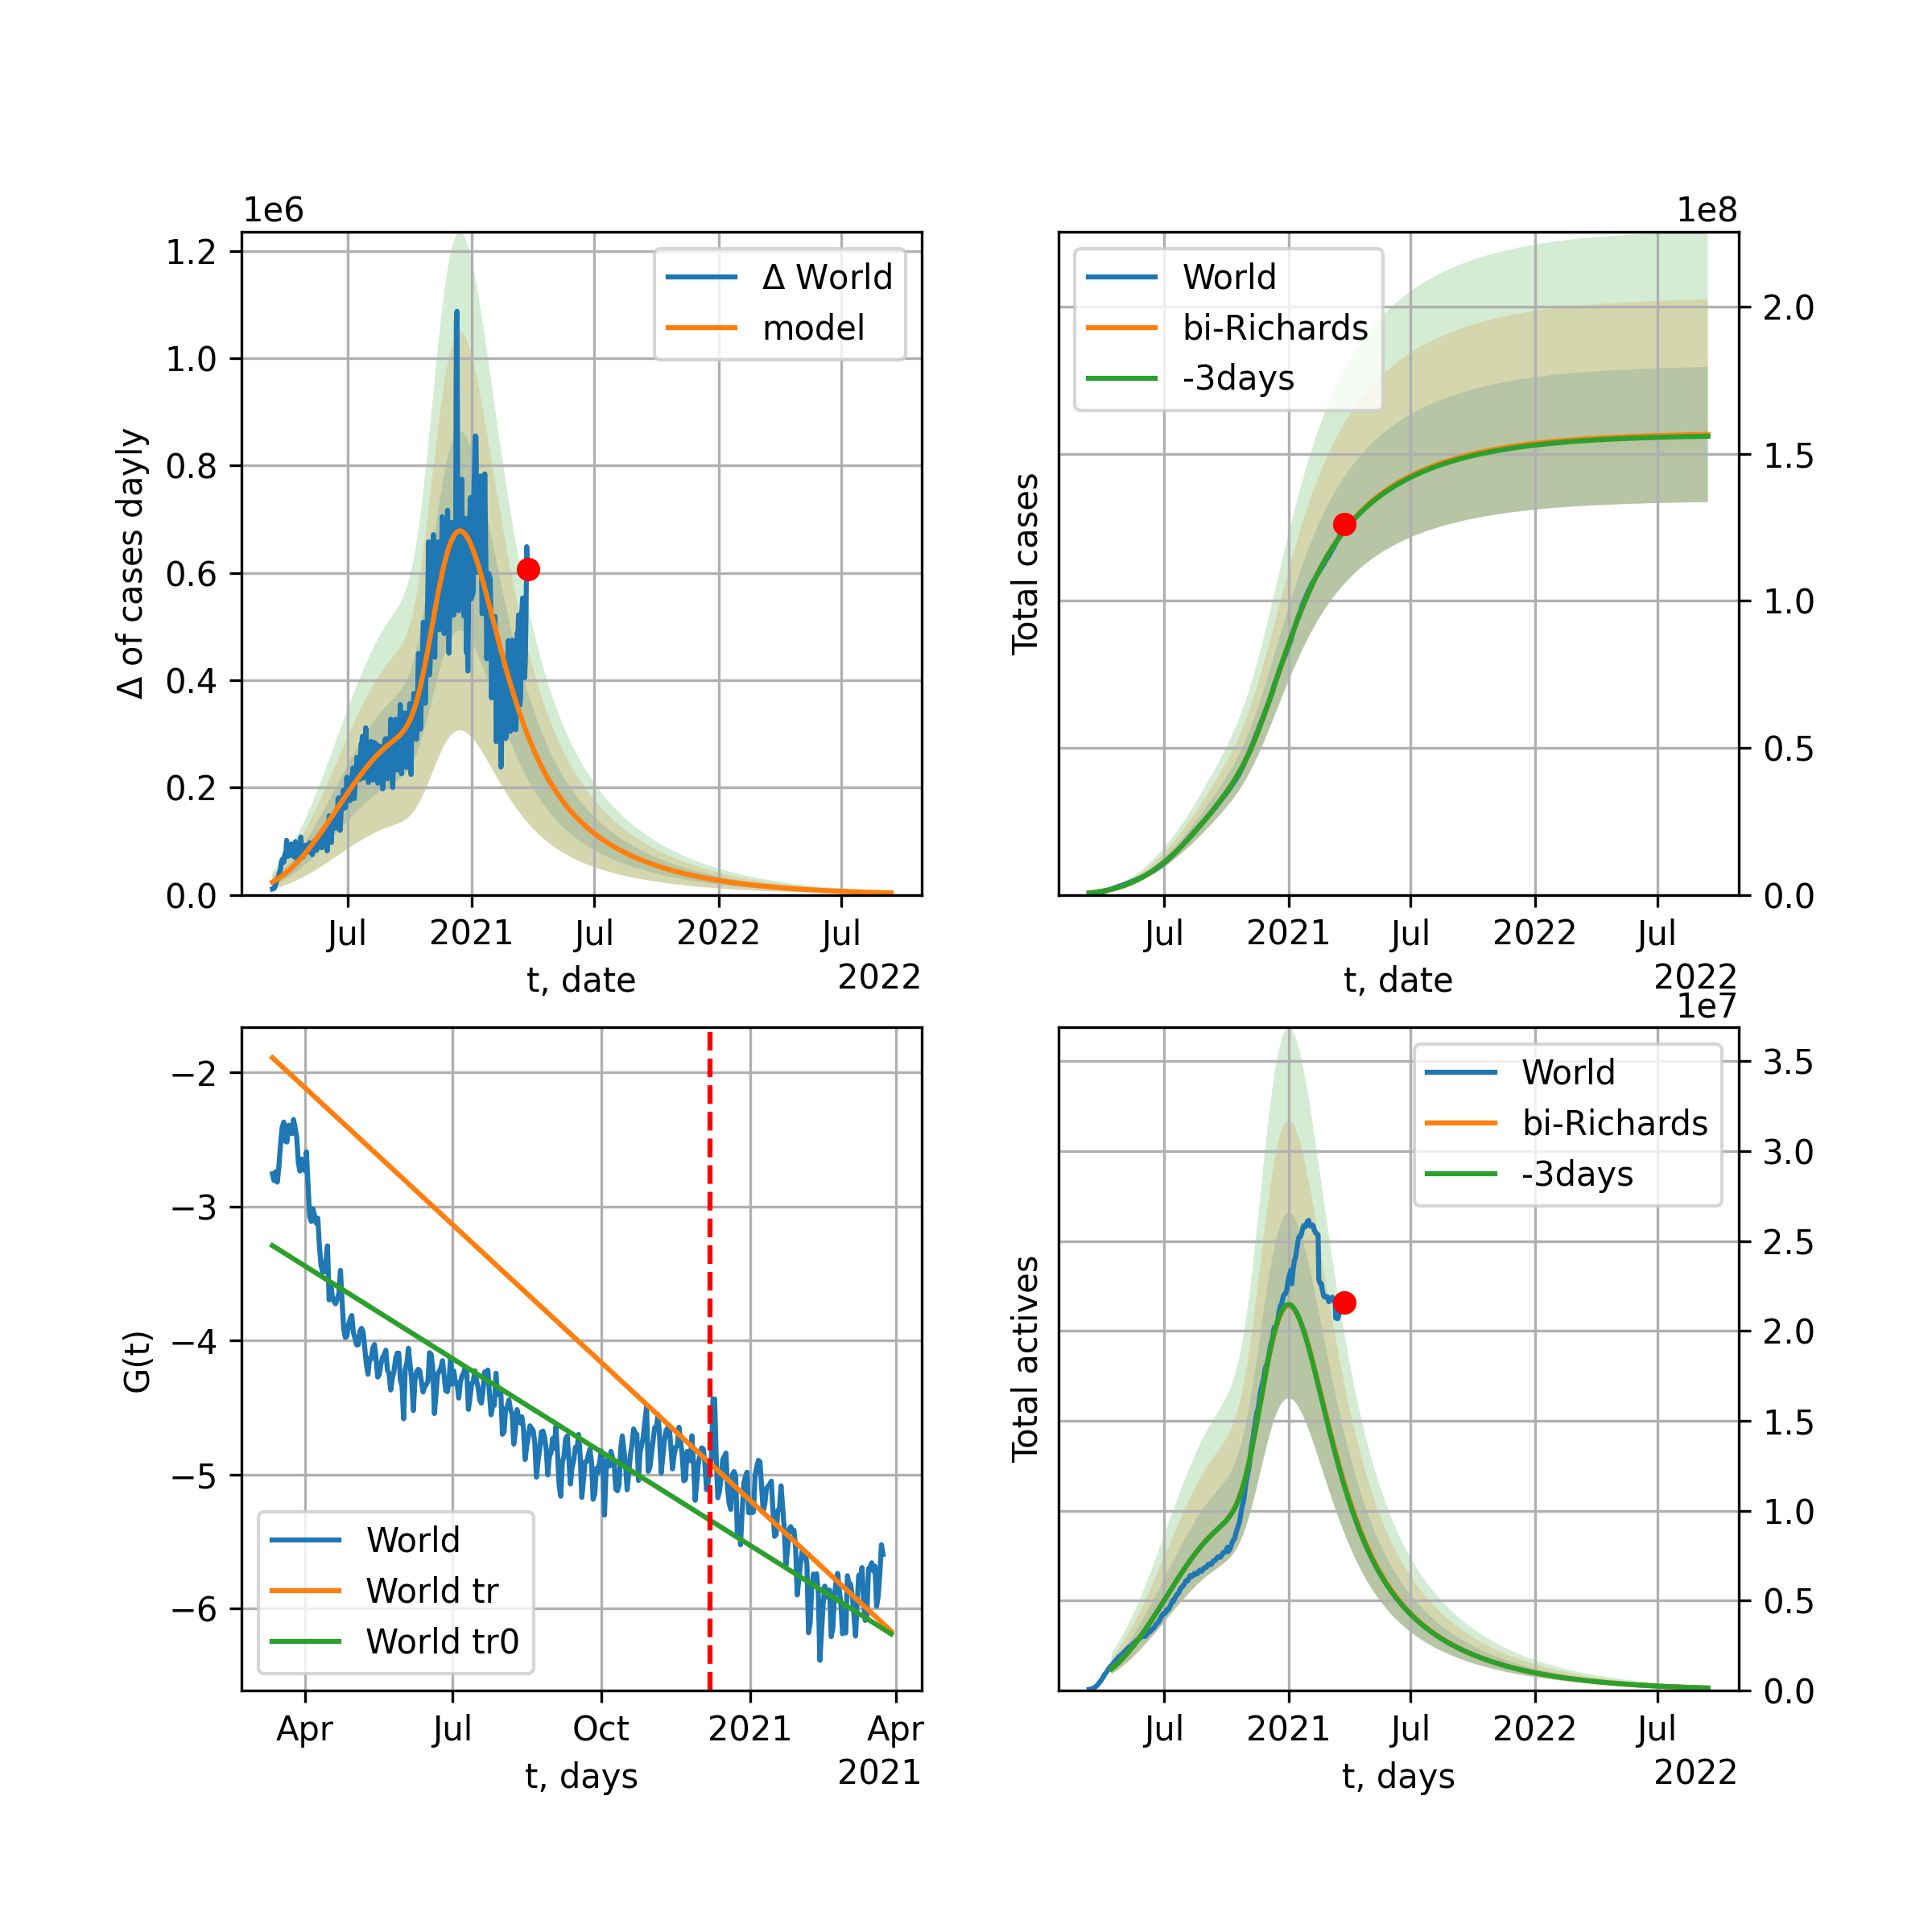 1e6
1.2
1.0
0.8
0.6
0.4
0.2
0.0
Δ of cases dayly
Δ World
model
Jul 2021 Jul 2022 Jul
t, date
2022
1e8
World
bi-Richards
-3days
Total cases
2.0
1.5
1.0
0.5
0.0
Jul 2021 Jul 2022 Jul
t, date
2022
−2
−3
−4
−5
−6
G(t)
World
World tr
World tr0
Apr Jul Oct 2021 Apr
t, days
2021
1e7
World
bi-Richards
-3days
Total actives
3.5
3.0
2.5
2.0
1.5
1.0
0.5
0.0
Jul 2021 Jul 2022 Jul
t, days
2022